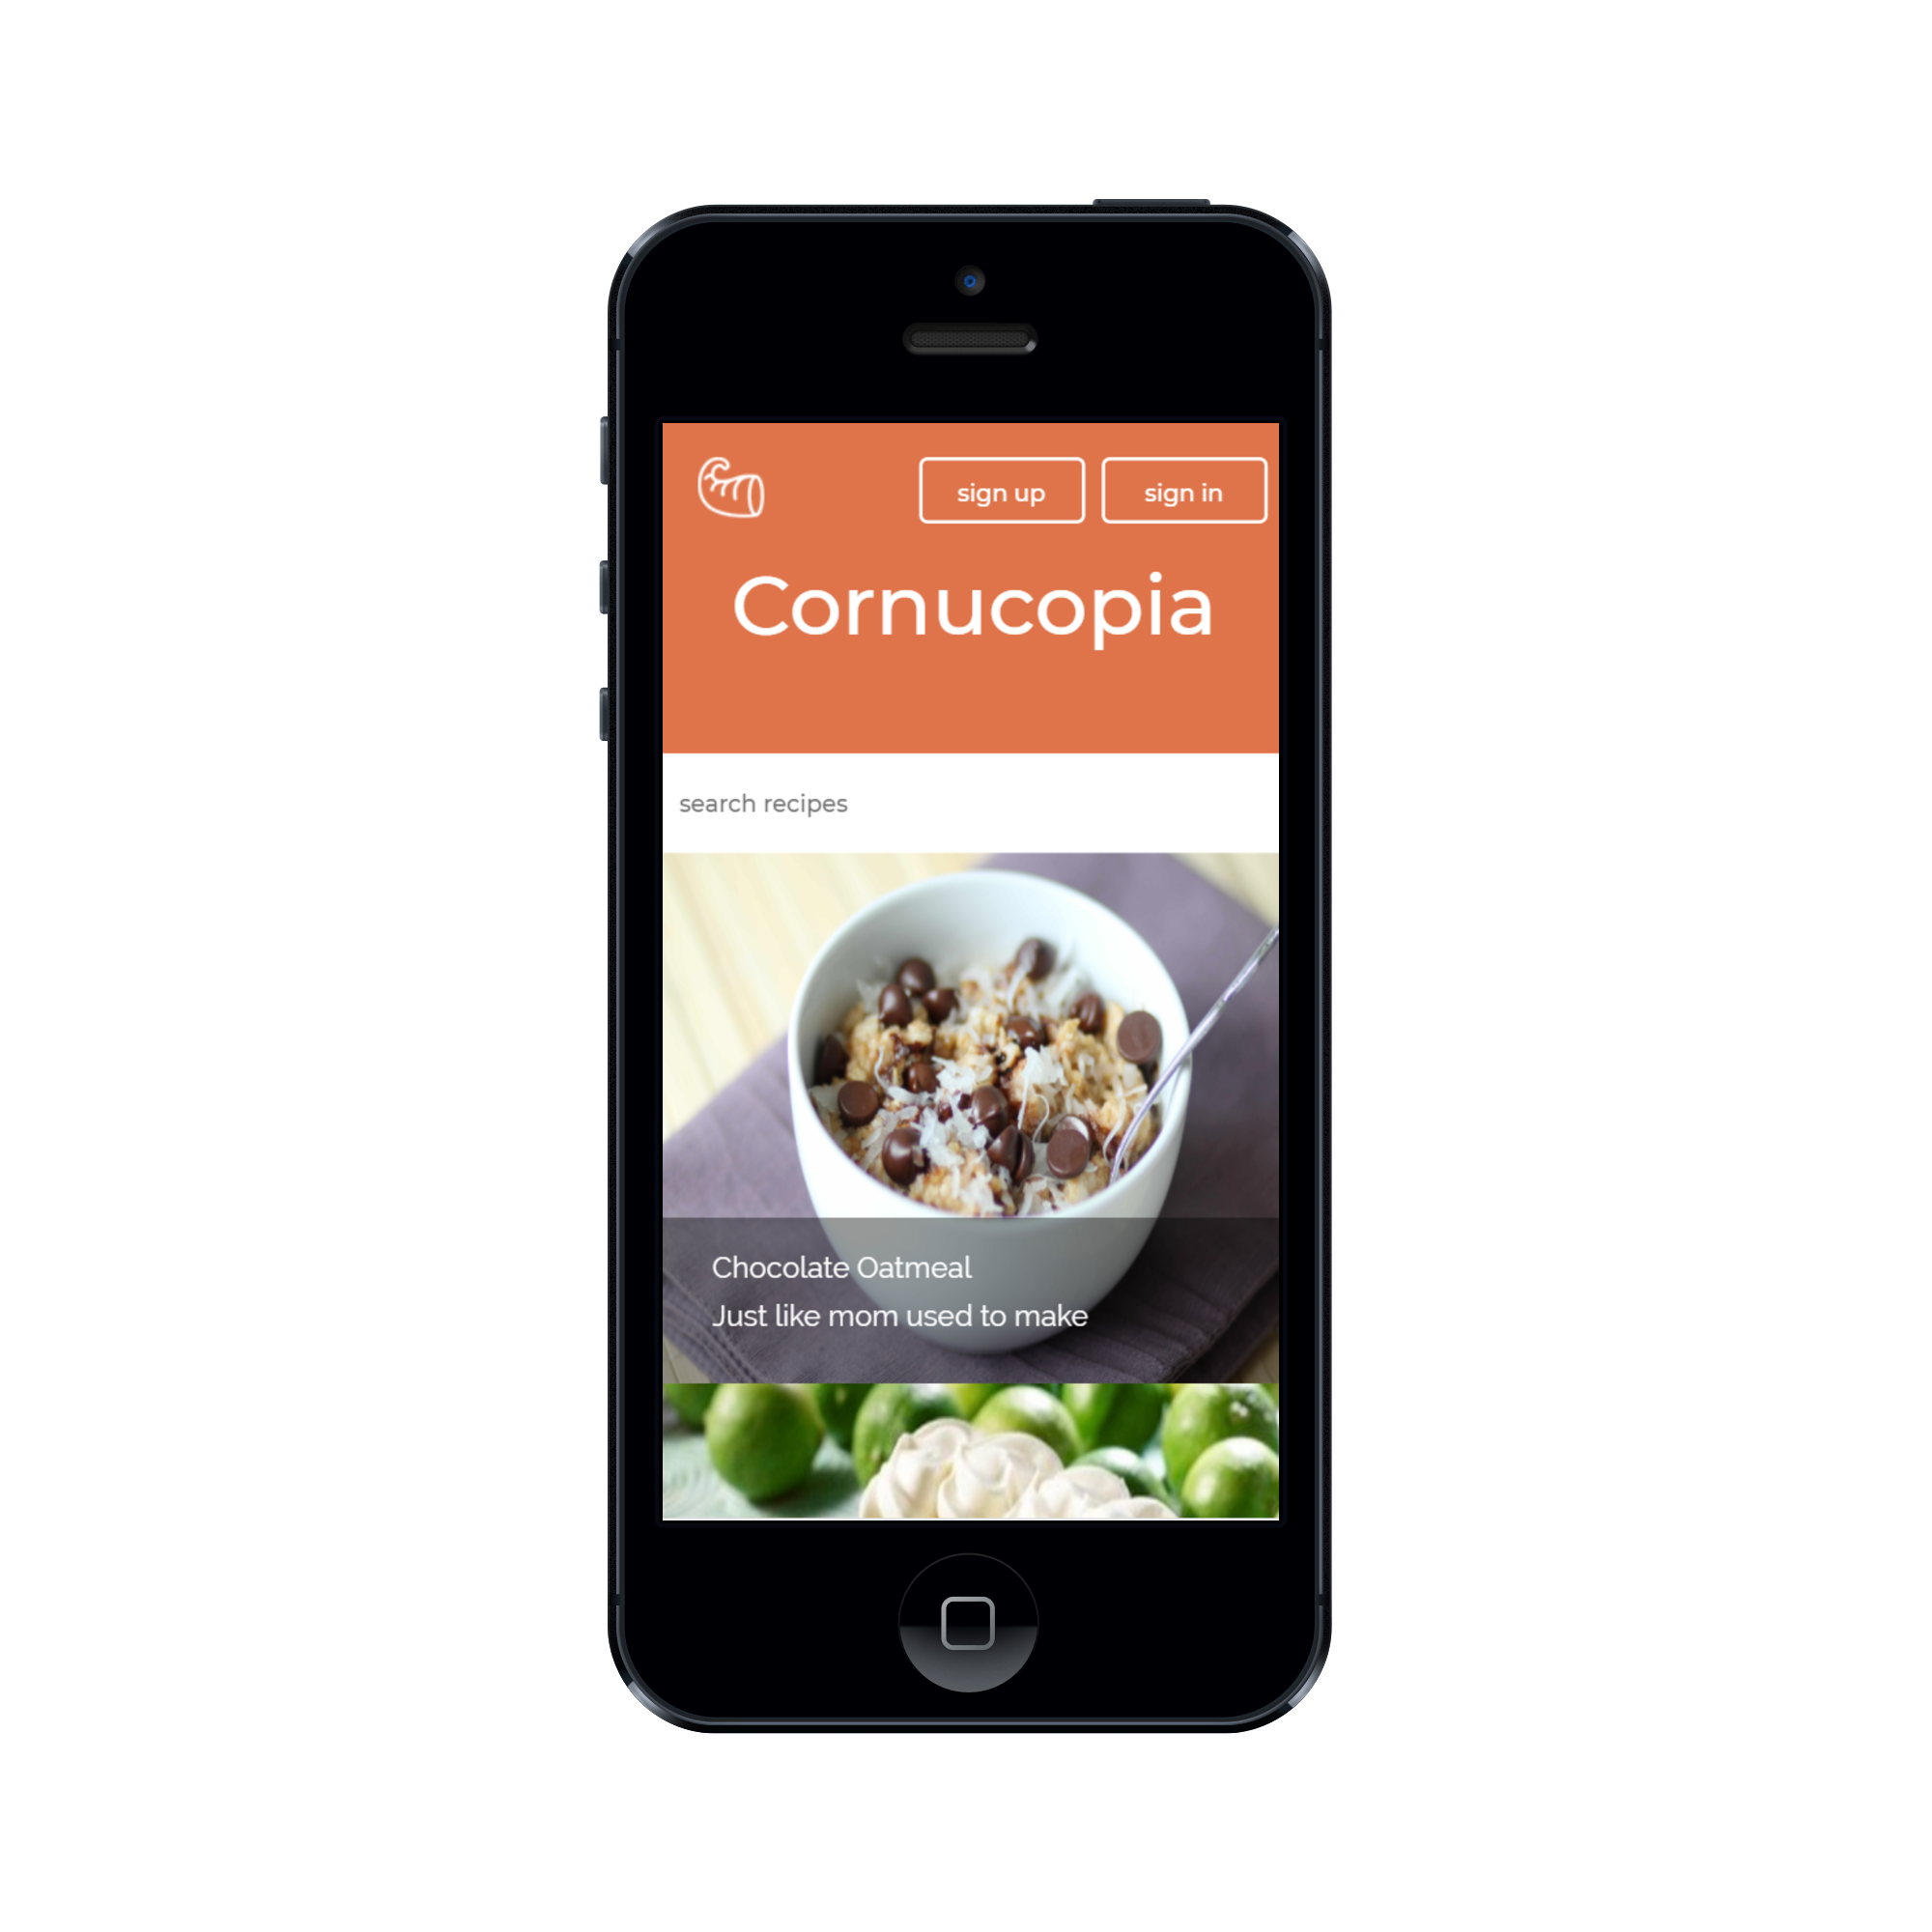 sign up sign in
Cornucopia
search recipes
Chocolate Oatmeal
Just like mom used to make